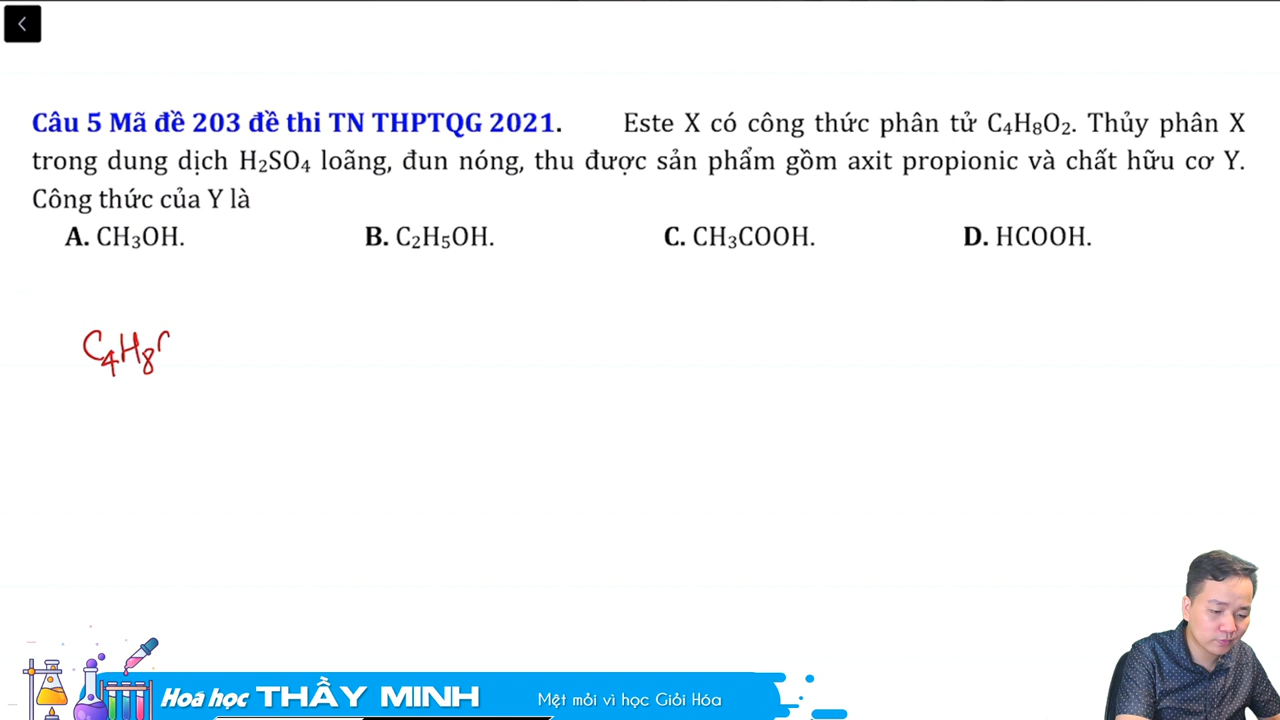 Câu 5 Mã đề 203 đề thi TN THPTQG 2021. Este X có công thức phân tử C₄H₈O₂. Thủy phân X
trong dung dịch H₂SO₄ loãng, đun nóng, thu được sản phẩm gồm axit propionic và chất hữu cơ Y.
Công thức của Y là
A. CH₃OH. B. C₂H₅OH. C. CH₃COOH. D. HCOOH.
C₄H₈
Hoá học THẦY MINH Mệt mỏi vì học Giỏi Hóa